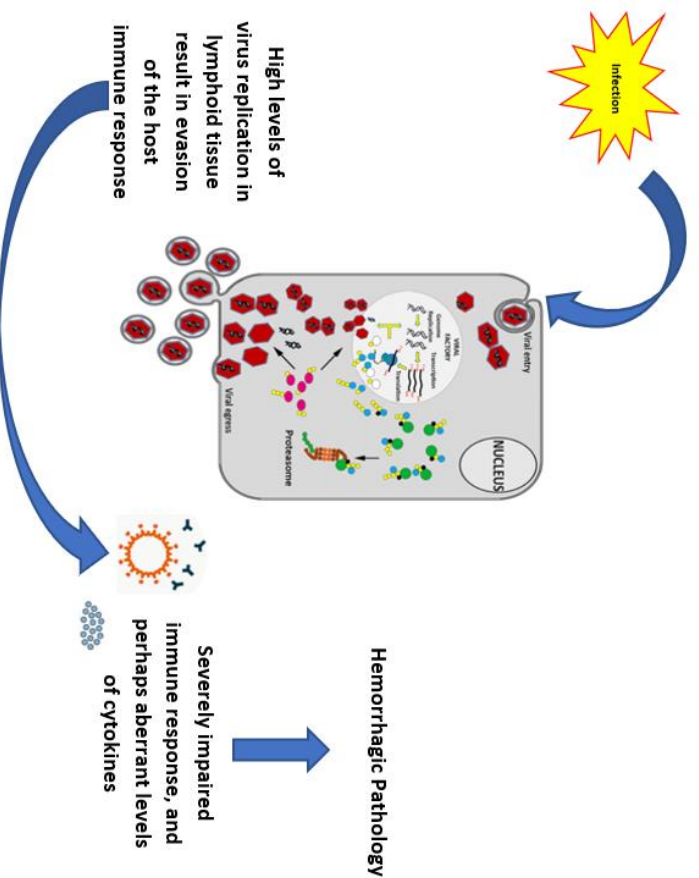 Infection
Viral entry
NUCLEUS
VIRAL
FACTORY
Genome
Replication
Transcription
Translation
Proteasome
Viral egress
High levels of
virus replication in
lymphoid tissue
result in evasion
of the host
immune response
Severely impaired
immune response, and
perhaps aberrant levels
of cytokines
Hemorrhagic Pathology